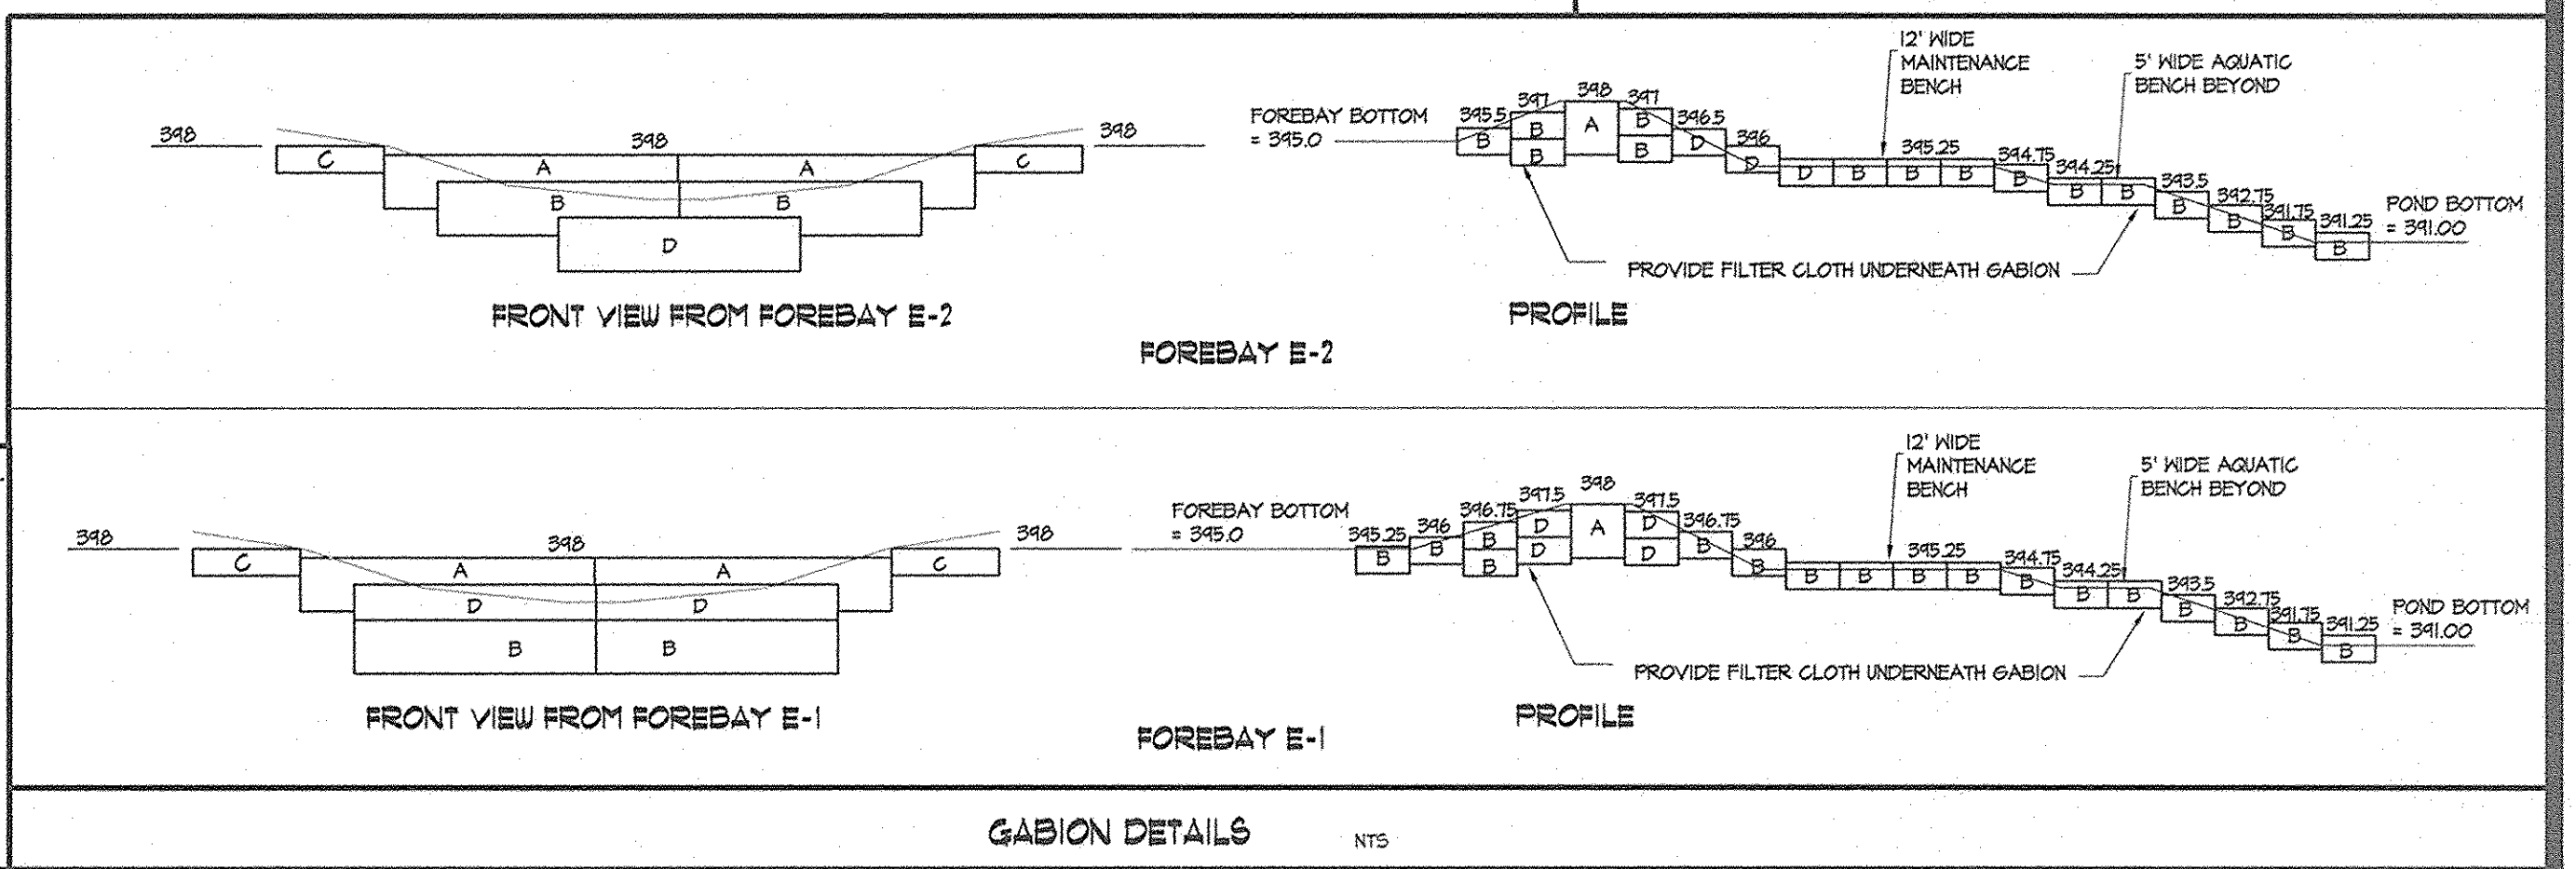 398
C
A
398
A
C
398
B
B
D
FRONT VIEW FROM FOREBAY E-2
FOREBAY BOTTOM
= 395.0
395.5
397
398
397
396.5
396
12' WIDE
MAINTENANCE
BENCH
395.25
394.75
394.25
5' WIDE AQUATIC
BENCH BEYOND
393.5
392.75
391.75
391.25
POND BOTTOM
= 391.00
B
B
B
A
B
B
D
D
D
B
B
B
B
B
B
B
B
B
B
PROVIDE FILTER CLOTH UNDERNEATH GABION
PROFILE
FOREBAY E-2
398
C
A
398
A
C
398
D
D
B
B
FRONT VIEW FROM FOREBAY E-1
FOREBAY BOTTOM
= 395.0
395.25
396
396.75
397.5
398
397.5
396.75
396
12' WIDE
MAINTENANCE
BENCH
395.25
394.75
394.25
5' WIDE AQUATIC
BENCH BEYOND
393.5
392.75
391.75
391.25
POND BOTTOM
= 391.00
B
B
B
B
D
D
A
D
D
B
B
B
B
B
B
B
B
B
B
B
B
B
PROVIDE FILTER CLOTH UNDERNEATH GABION
PROFILE
FOREBAY E-1
GABION DETAILS NTS